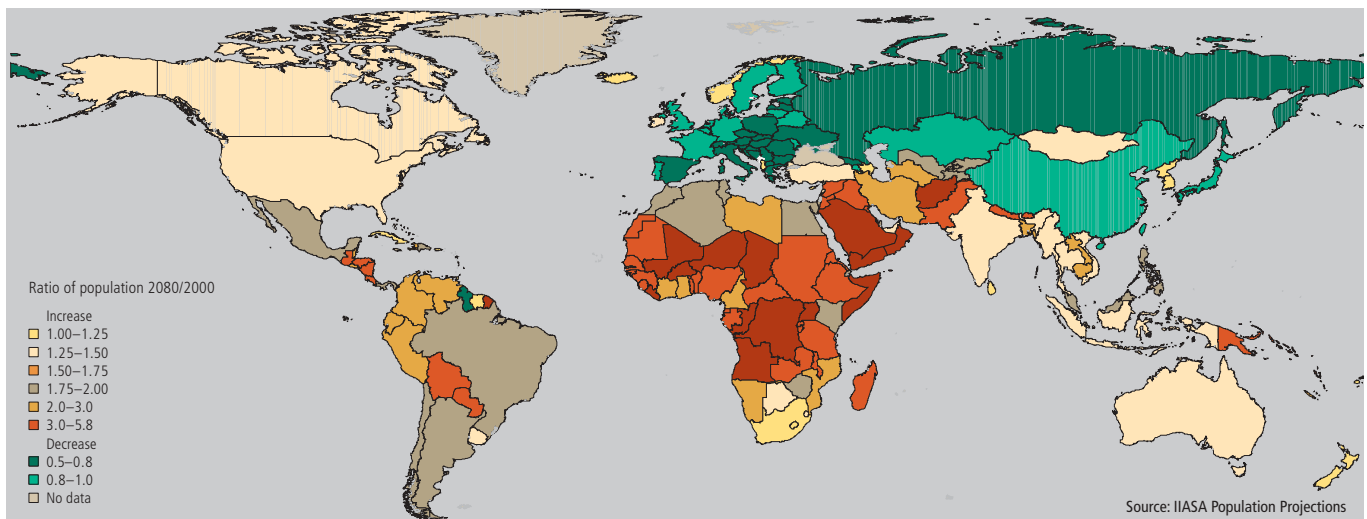 Ratio of population 2080/2000
Increase
1.00–1.25
1.25–1.50
1.50–1.75
1.75–2.00
2.0–3.0
3.0–5.8
Decrease
0.5–0.8
0.8–1.0
No data
Source: IIASA Population Projections